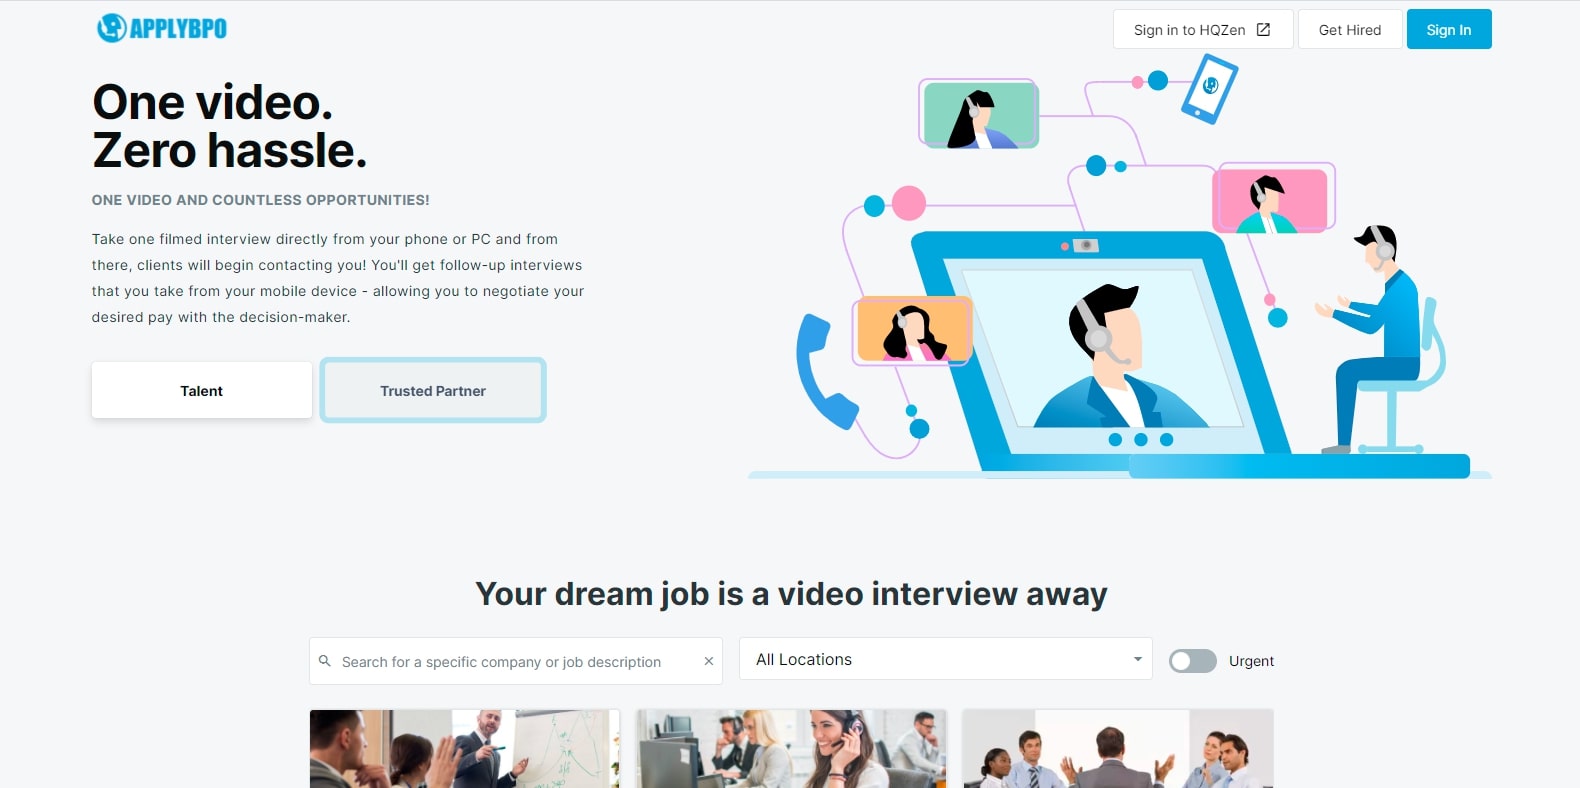 APPLYBPO
Sign in to HQZen
Get Hired
Sign In
One video.
Zero hassle.
ONE VIDEO AND COUNTLESS OPPORTUNITIES!
Take one filmed interview directly from your phone or PC and from
there, clients will begin contacting you! You'll get follow-up interviews
that you take from your mobile device - allowing you to negotiate your
desired pay with the decision-maker.
Talent
Trusted Partner
Your dream job is a video interview away
Search for a specific company or job description
All Locations
Urgent